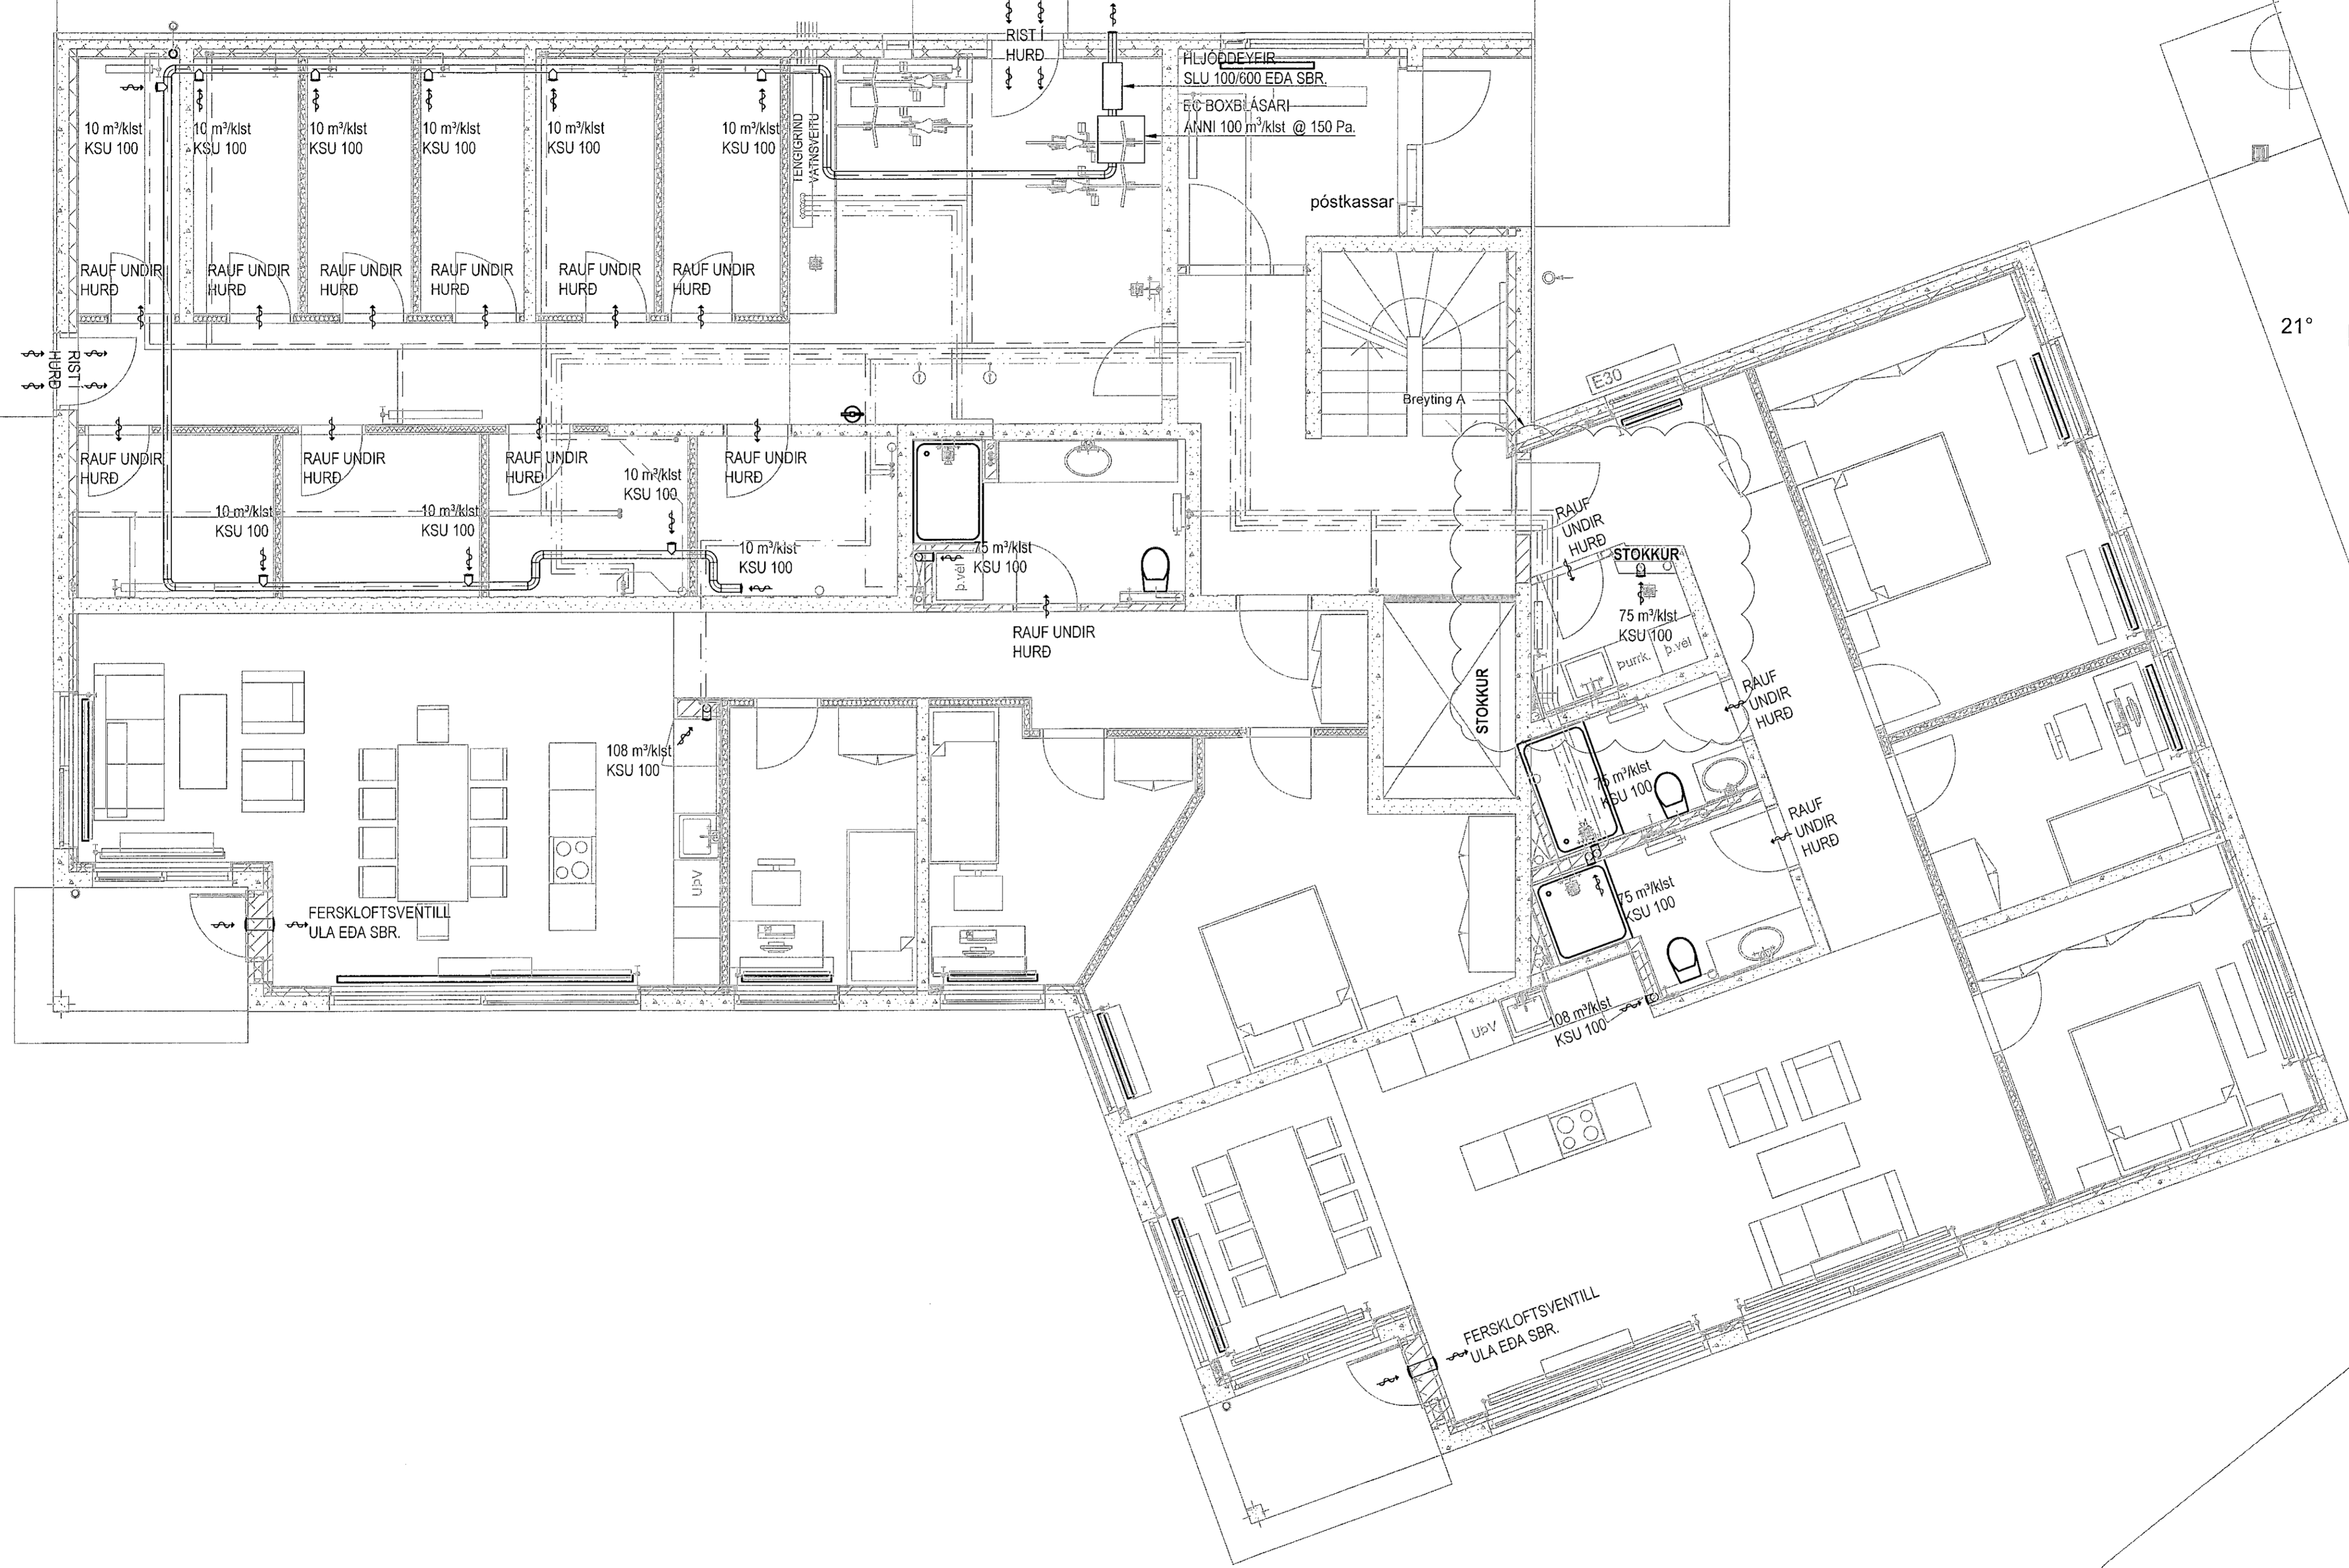 RIST Í
HURÐ
HLJÓÐDEYFIR
SLU 100/600 EÐA SBR.
EC BOXBLÁSARI
ANNI 100 m³/klst @ 150 Pa.
10 m³/klst
KSU 100
10 m³/klst
KSU 100
10 m³/klst
KSU 100
10 m³/klst
KSU 100
10 m³/klst
KSU 100
10 m³/klst
KSU 100
TENGIGRIND
VATNSVEITU
póstkassar
RAUF UNDIR
HURÐ
RAUF UNDIR
HURÐ
RAUF UNDIR
HURÐ
RAUF UNDIR
HURÐ
RAUF UNDIR
HURÐ
RAUF UNDIR
HURÐ
21°
RIST Í
HURÐ
E30
Breyting A
RAUF UNDIR
HURÐ
RAUF UNDIR
HURÐ
RAUF UNDIR
HURÐ
RAUF UNDIR
HURÐ
10 m³/klst
KSU 100
10 m³/klst
KSU 100
10 m³/klst
KSU 100
10 m³/klst
KSU 100
75 m³/klst
KSU 100
þ.vél
RAUF
UNDIR
HURÐ
STOKKUR
75 m³/klst
KSU 100
þurrk.
þ.vél
RAUF UNDIR
HURÐ
STOKKUR
RAUF
UNDIR
HURÐ
108 m³/klst
KSU 100
75 m³/klst
KSU 100
RAUF
UNDIR
HURÐ
UÞV
75 m³/klst
KSU 100
FERSKLOFTSVENTILL
ULA EÐA SBR.
UÞV
108 m³/klst
KSU 100
FERSKLOFTSVENTILL
ULA EÐA SBR.